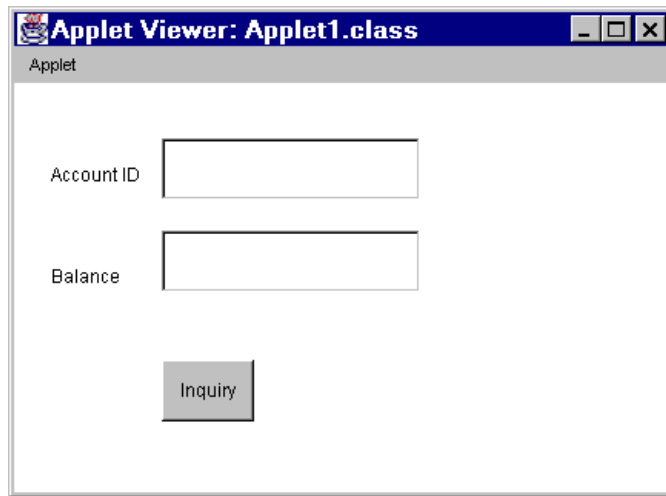 Applet Viewer: Applet1.class
Applet
Account ID
Balance
Inquiry